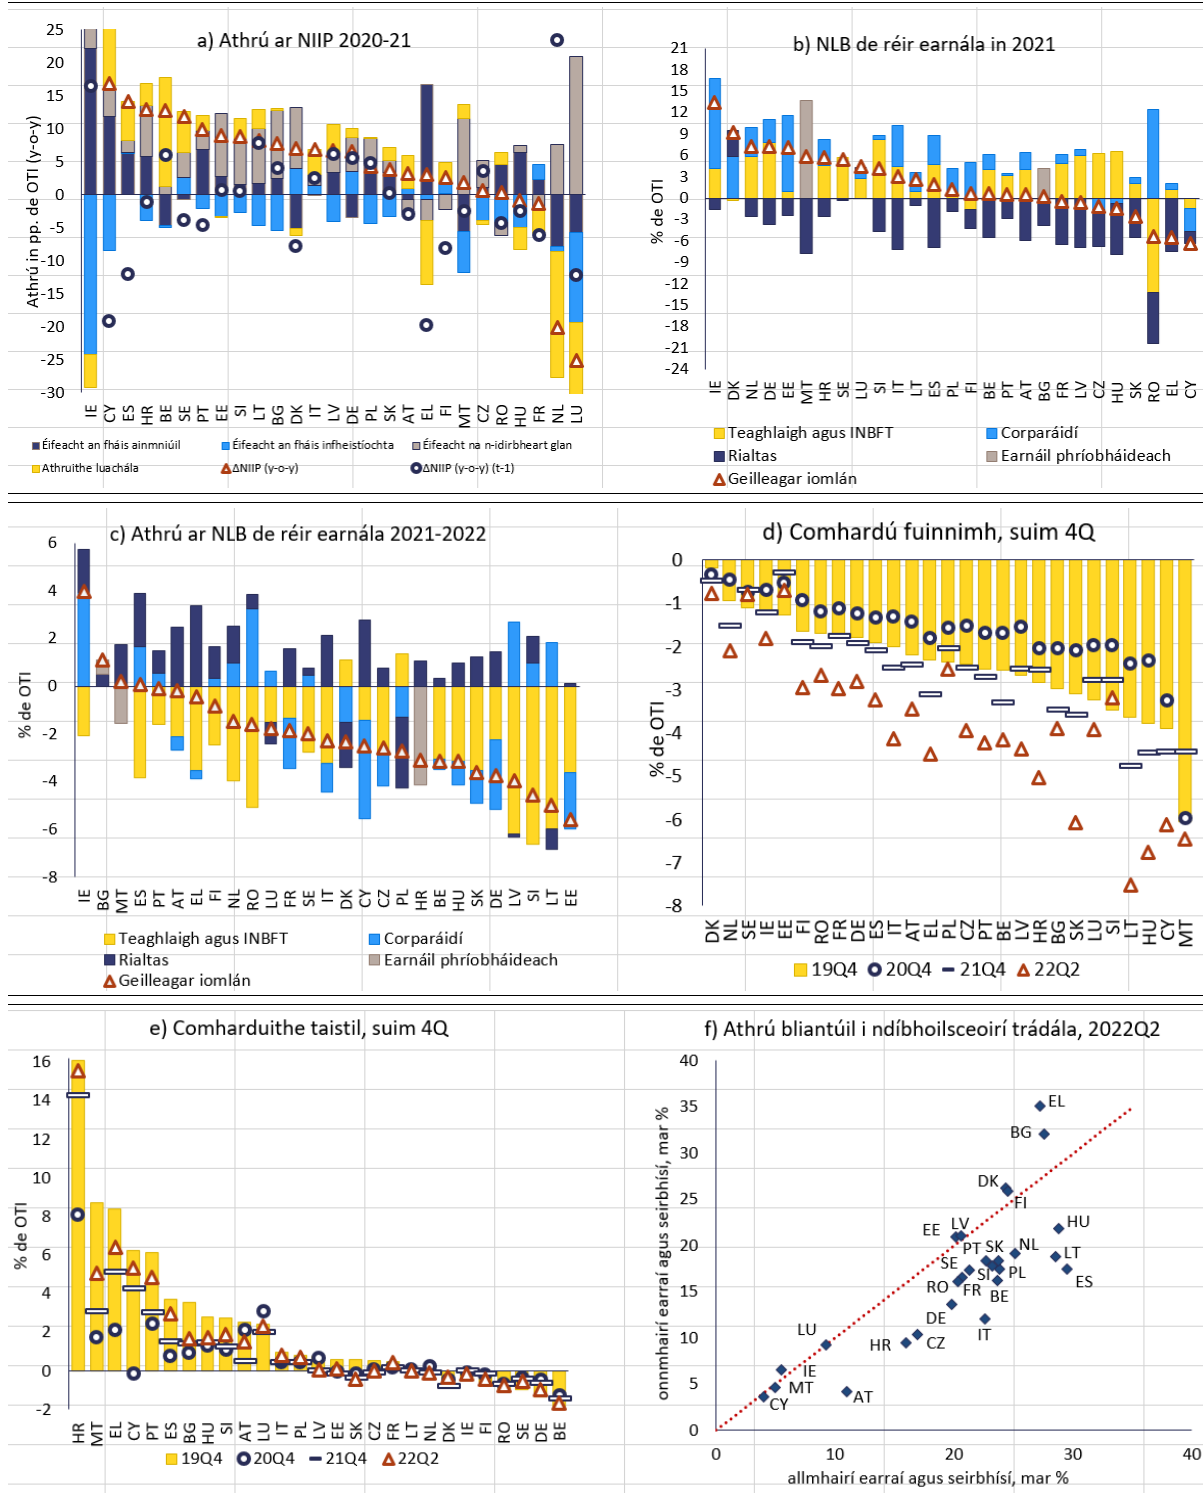 a) Athrú ar NIIP 2020-21
Athrú in pp. de OTI (y-o-y)
25
20
15
10
5
0
-5
-10
-15
-20
-25
-30
IE CY ES HR BE SE PT EE SI LT BG DK IT LV DE PL SK AT EL FI MT CZ RO HU FR NL LU
Éifeacht an fháis ainmniúil
Éifeacht an fháis infheistíochta
Éifeacht na n-idirbheart glan
Athruithe luachála
ΔNIIP (y-o-y)
ΔNIIP (y-o-y) (t-1)
b) NLB de réir earnála in 2021
% de OTI
21
18
15
12
9
6
3
0
-3
-6
-9
-12
-15
-18
-21
-24
IE DK NL DE EE MT HR SE LU SI IT LT ES PL FI BE PT AT BG FR LV CZ HU SK RO EL CY
Teaghlaigh agus INBFT
Corparáidí
Rialtas
Earnáil phríobháideach
Geilleagar iomlán
c) Athrú ar NLB de réir earnála 2021-2022
% de OTI
6
4
2
0
-2
-4
-6
-8
IE BG MT ES PT AT EL FI NL RO LU FR SE IT DK CY CZ PL HR BE HU SK DE LV SI LT EE
Teaghlaigh agus INBFT
Corparáidí
Rialtas
Earnáil phríobháideach
Geilleagar iomlán
d) Comhardú fuinnimh, suim 4Q
% de OTI
0
-1
-2
-3
-4
-5
-6
-7
-8
DK NL SE IE EE FI RO FR DE ES IT AT EL PL CZ PT BE LV HR BG SK LU SI LT HU CY MT
19Q4 20Q4 21Q4 22Q2
e) Comharduithe taistil, suim 4Q
% de OTI
16
14
12
10
8
6
4
2
0
-2
HR MT EL CY PT ES BG HU SI AT LU IT PL LV EE SK CZ FR LT NL DK IE FI RO SE DE BE
19Q4 20Q4 21Q4 22Q2
f) Athrú bliantúil i ndíbhoilsceoirí trádála, 2022Q2
onnmhairí earraí agus seirbhísí, mar %
40
35
30
25
20
15
10
5
0
EL
BG
DK
FI
HU
EE LV
PT SK NL LT
SE SI PL ES
RO FR BE
DE IT
LU HR CZ
IE
MT AT
CY
0 10 20 30 40
allmhairí earraí agus seirbhísí, mar %